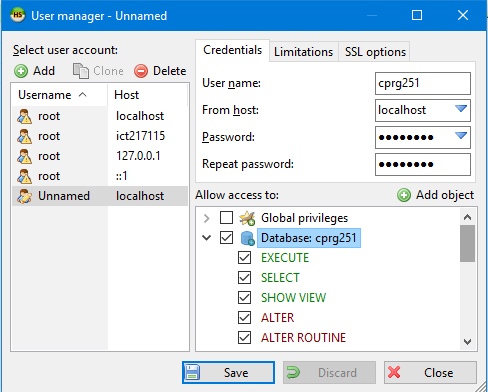 HS
User manager - Unnamed
Select user account:
Add Clone Delete
Username Host
root localhost
root ict217115
root 127.0.0.1
root ::1
Unnamed localhost
Credentials Limitations SSL options
User name: cprg251
From host: localhost
Password: ●●●●●●●●
Repeat password: ●●●●●●●●
Allow access to: Add object
Global privileges
Database: cprg251
EXECUTE
SELECT
SHOW VIEW
ALTER
ALTER ROUTINE
Save Discard Close